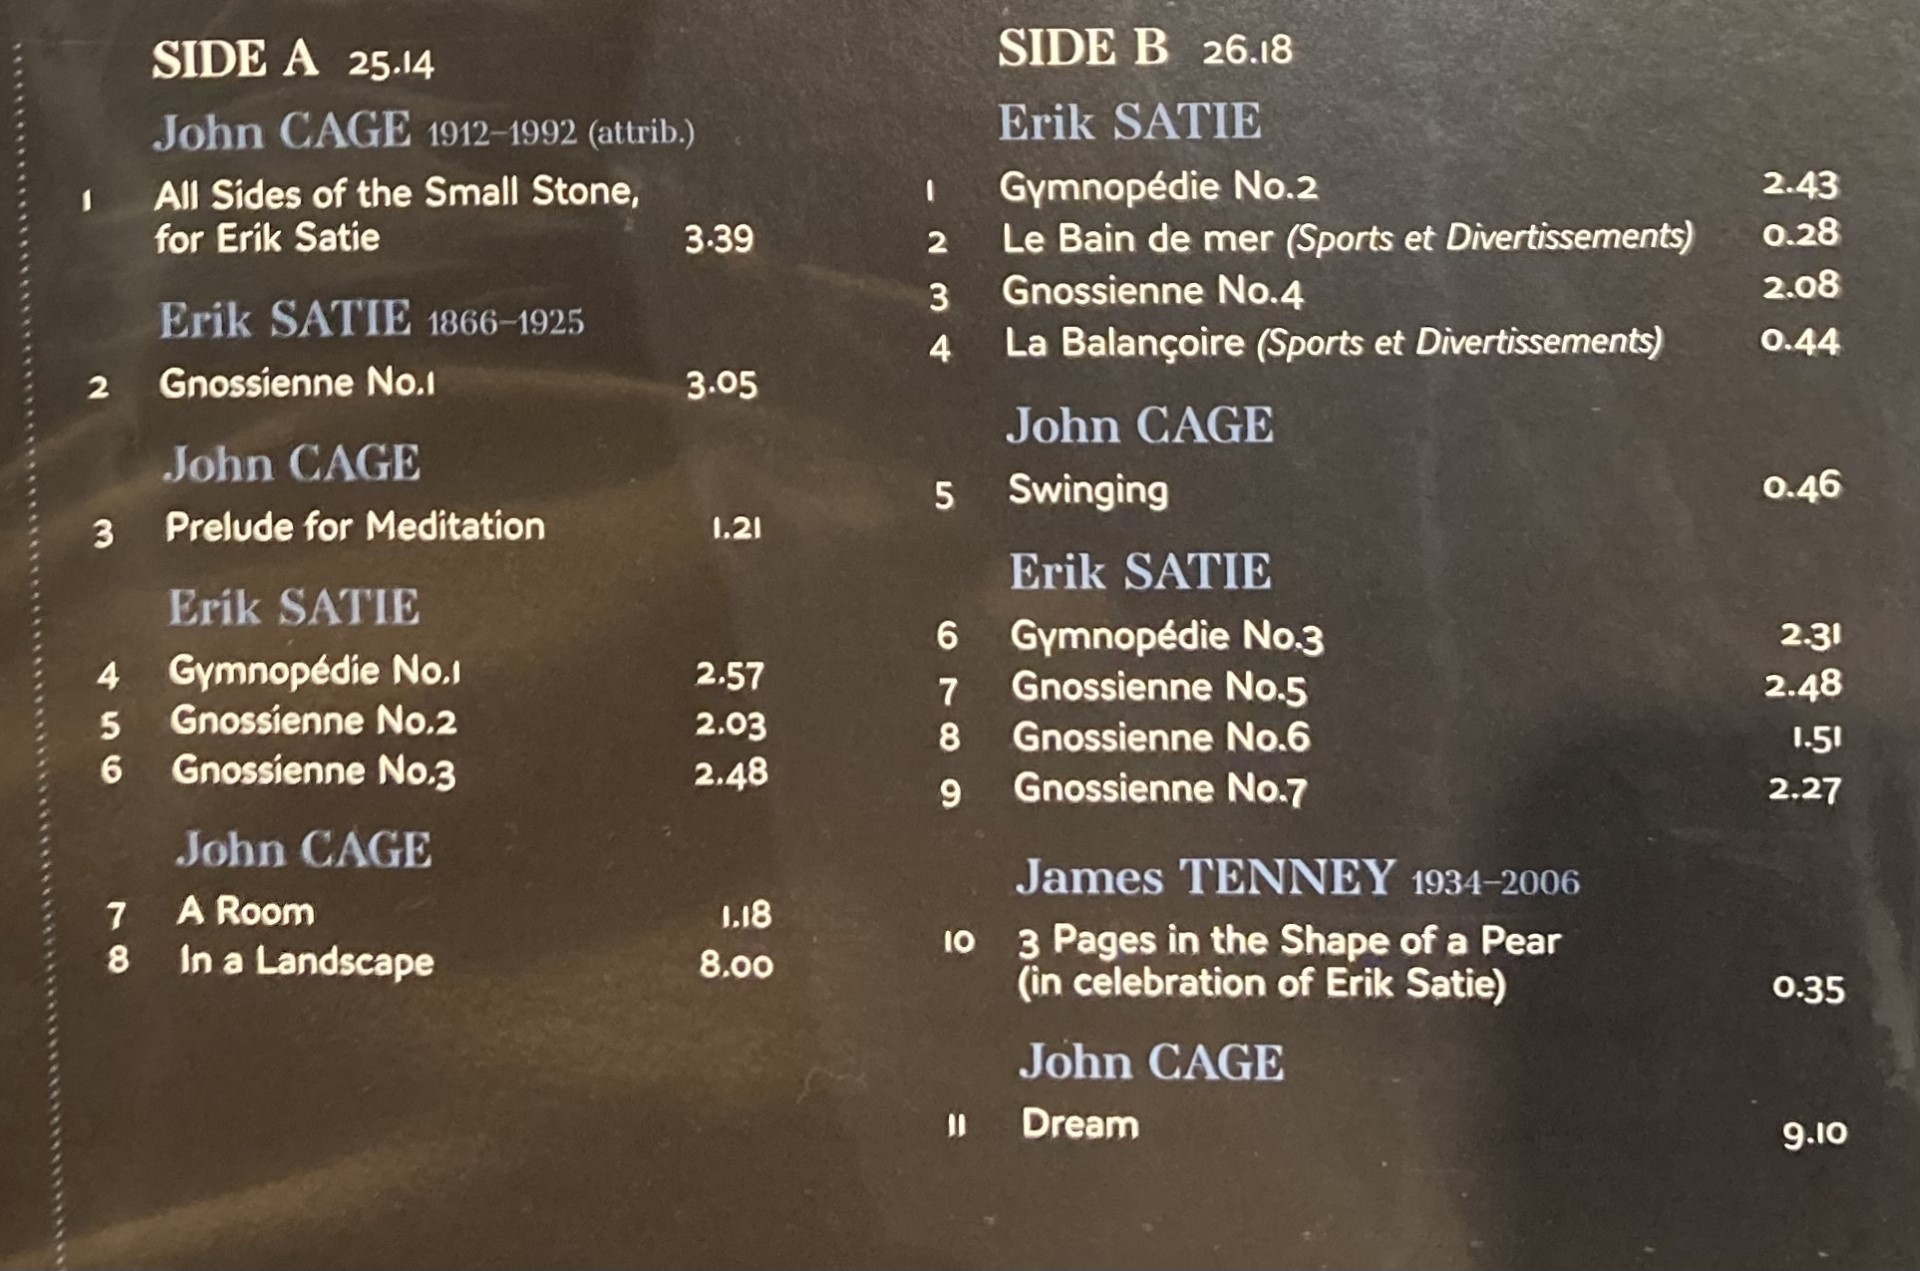 SIDE A 25.14
John CAGE 1912–1992 (attrib.)
1 All Sides of the Small Stone,
for Erik Satie 3.39
Erik SATIE 1866–1925
2 Gnossienne No.1 3.05
John CAGE
3 Prelude for Meditation 1.21
Erik SATIE
4 Gymnopédie No.1 2.57
5 Gnossienne No.2 2.03
6 Gnossienne No.3 2.48
John CAGE
7 A Room 1.18
8 In a Landscape 8.00
SIDE B 26.18
Erik SATIE
1 Gymnopédie No.2 2.43
2 Le Bain de mer (Sports et Divertissements) 0.28
3 Gnossienne No.4 2.08
4 La Balançoire (Sports et Divertissements) 0.44
John CAGE
5 Swinging 0.46
Erik SATIE
6 Gymnopédie No.3 2.31
7 Gnossienne No.5 2.48
8 Gnossienne No.6 1.51
9 Gnossienne No.7 2.27
James TENNEY 1934–2006
10 3 Pages in the Shape of a Pear
(in celebration of Erik Satie) 0.35
John CAGE
11 Dream 9.10